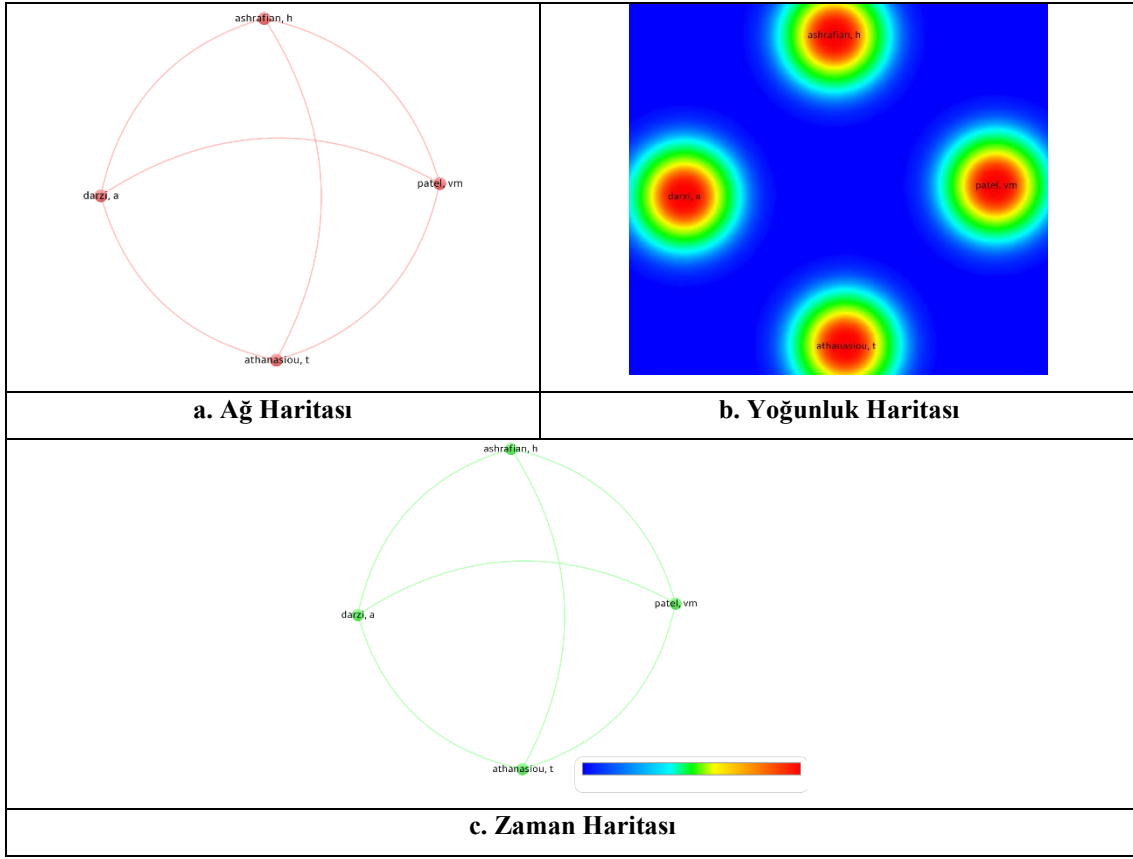 ashrafian, h
patel, vm
darzi, a
athanasiou, t
a. Ağ Haritası
ashrafian, h
patel, vm
darzi, a
athanasiou, t
b. Yoğunluk Haritası
ashrafian, h
patel, vm
darzi, a
athanasiou, t
c. Zaman Haritası